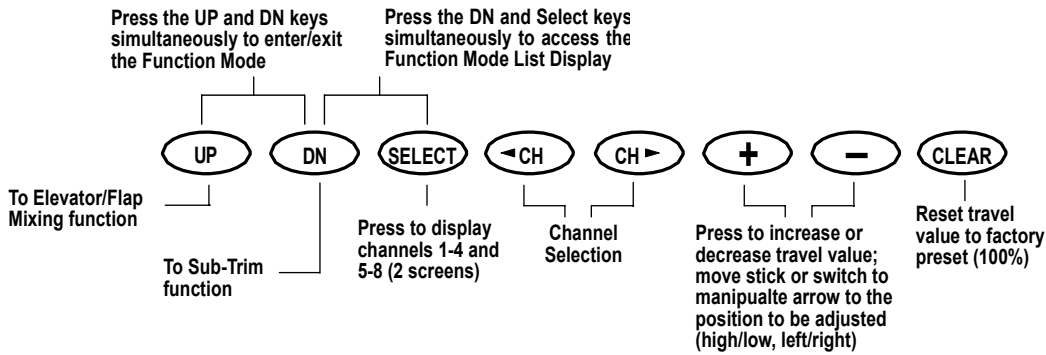 Press the UP and DN keys
simultaneously to enter/exit
the Function Mode
Press the DN and Select keys
simultaneously to access the
Function Mode List Display
UP
DN
SELECT
◄ CH
CH ►
+
−
CLEAR
To Elevator/Flap
Mixing function
To Sub-Trim
function
Press to display
channels 1-4 and
5-8 (2 screens)
Channel
Selection
Press to increase or
decrease travel value;
move stick or switch to
manipualte arrow to the
position to be adjusted
(high/low, left/right)
Reset travel
value to factory
preset (100%)